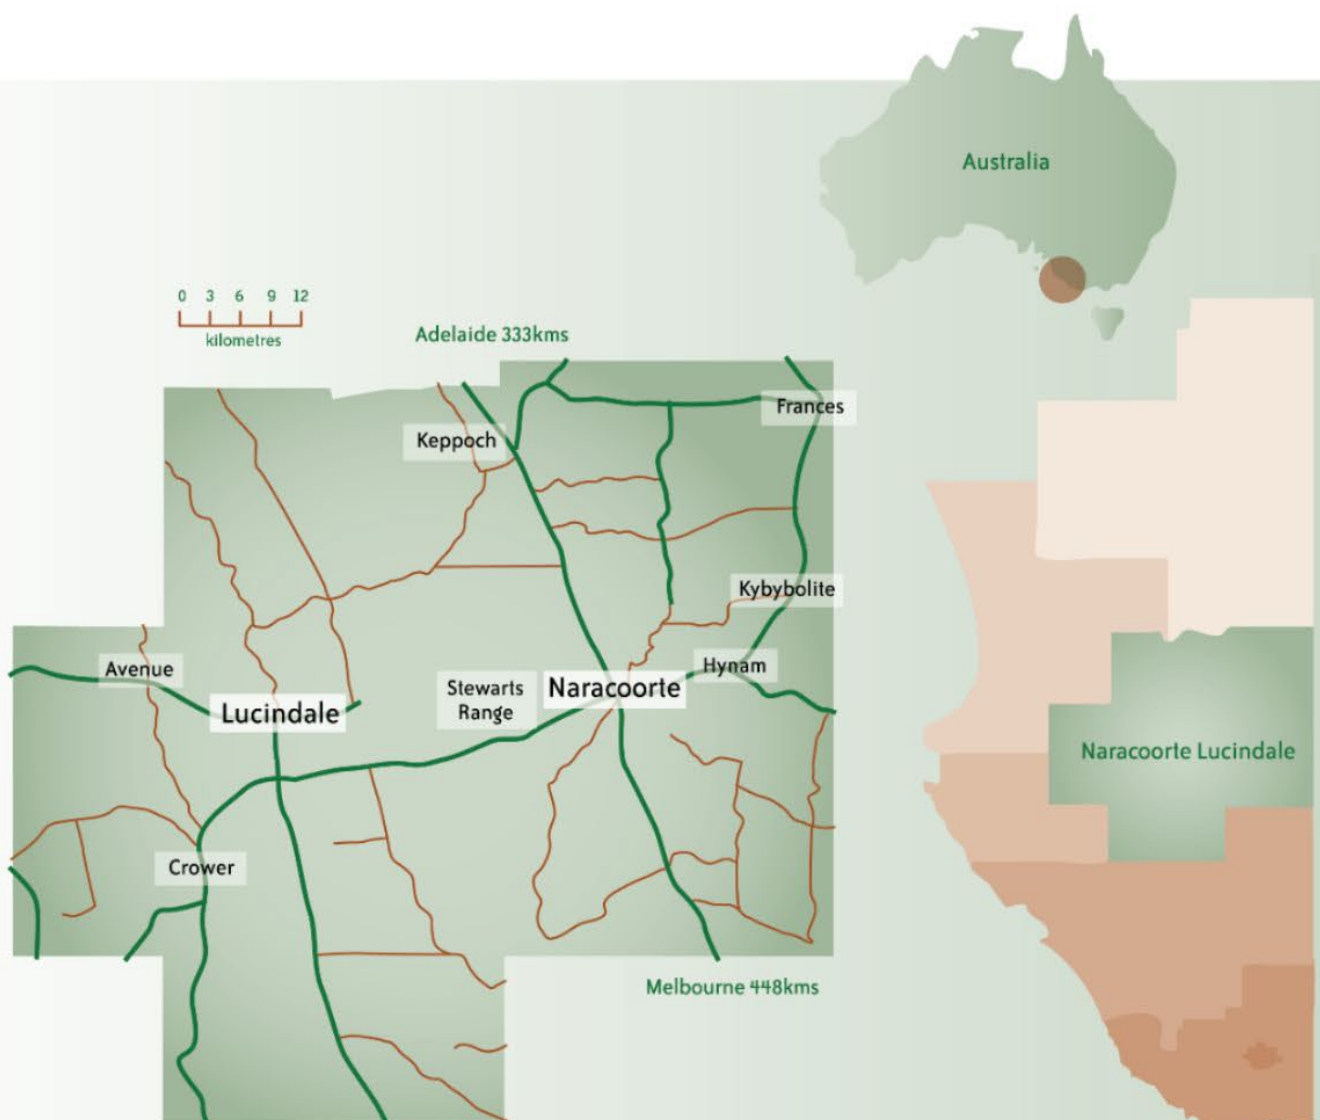 Australia
0 3 6 9 12
kilometres
Adelaide 333kms
Frances
Keppoch
Kybybolite
Avenue
Hynam
Stewarts
Range
Naracoorte
Lucindale
Naracoorte Lucindale
Crower
Melbourne 448kms